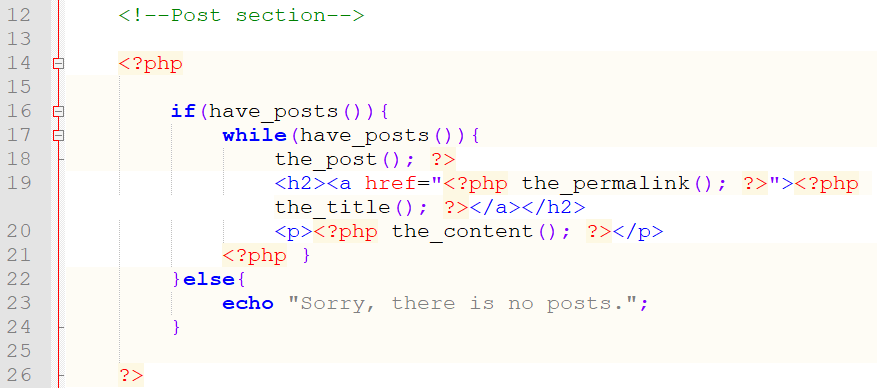 12 <!--Post section-->
13
14 <?php
15
16 if(have_posts()){
17 while(have_posts()){
18 the_post(); ?>
19 <h2><a href="<?php the_permalink(); ?>"><?php
the_title(); ?></a></h2>
20 <p><?php the_content(); ?></p>
21 <?php }
22 }else{
23 echo "Sorry, there is no posts.";
24 }
25
26 ?>